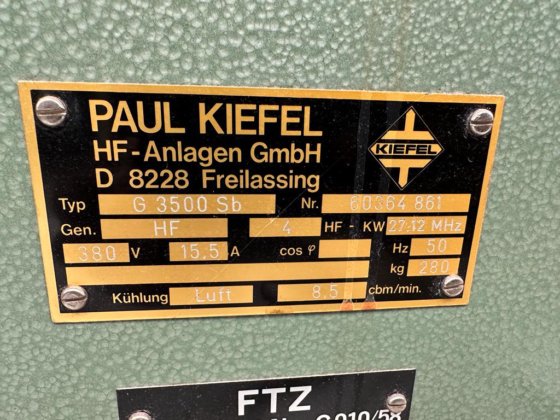 PAUL KIEFEL
HF-Anlagen GmbH
D 8228 Freilassing
KIEFEL
Typ G 3500 Sb Nr. 60364 861
Gen. HF 4 HF-KW 27.12 MHz
380 V 15.5 A cos φ Hz 50
kg 280
Kühlung Luft 8.5 cbm/min.
FTZ